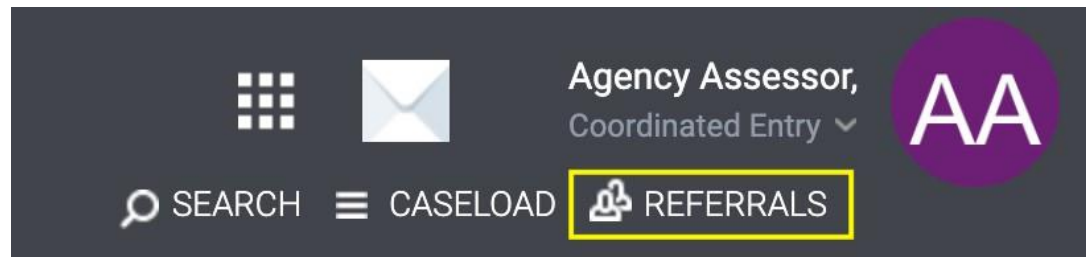 Agency Assessor,
Coordinated Entry
AA
SEARCH CASELOAD REFERRALS